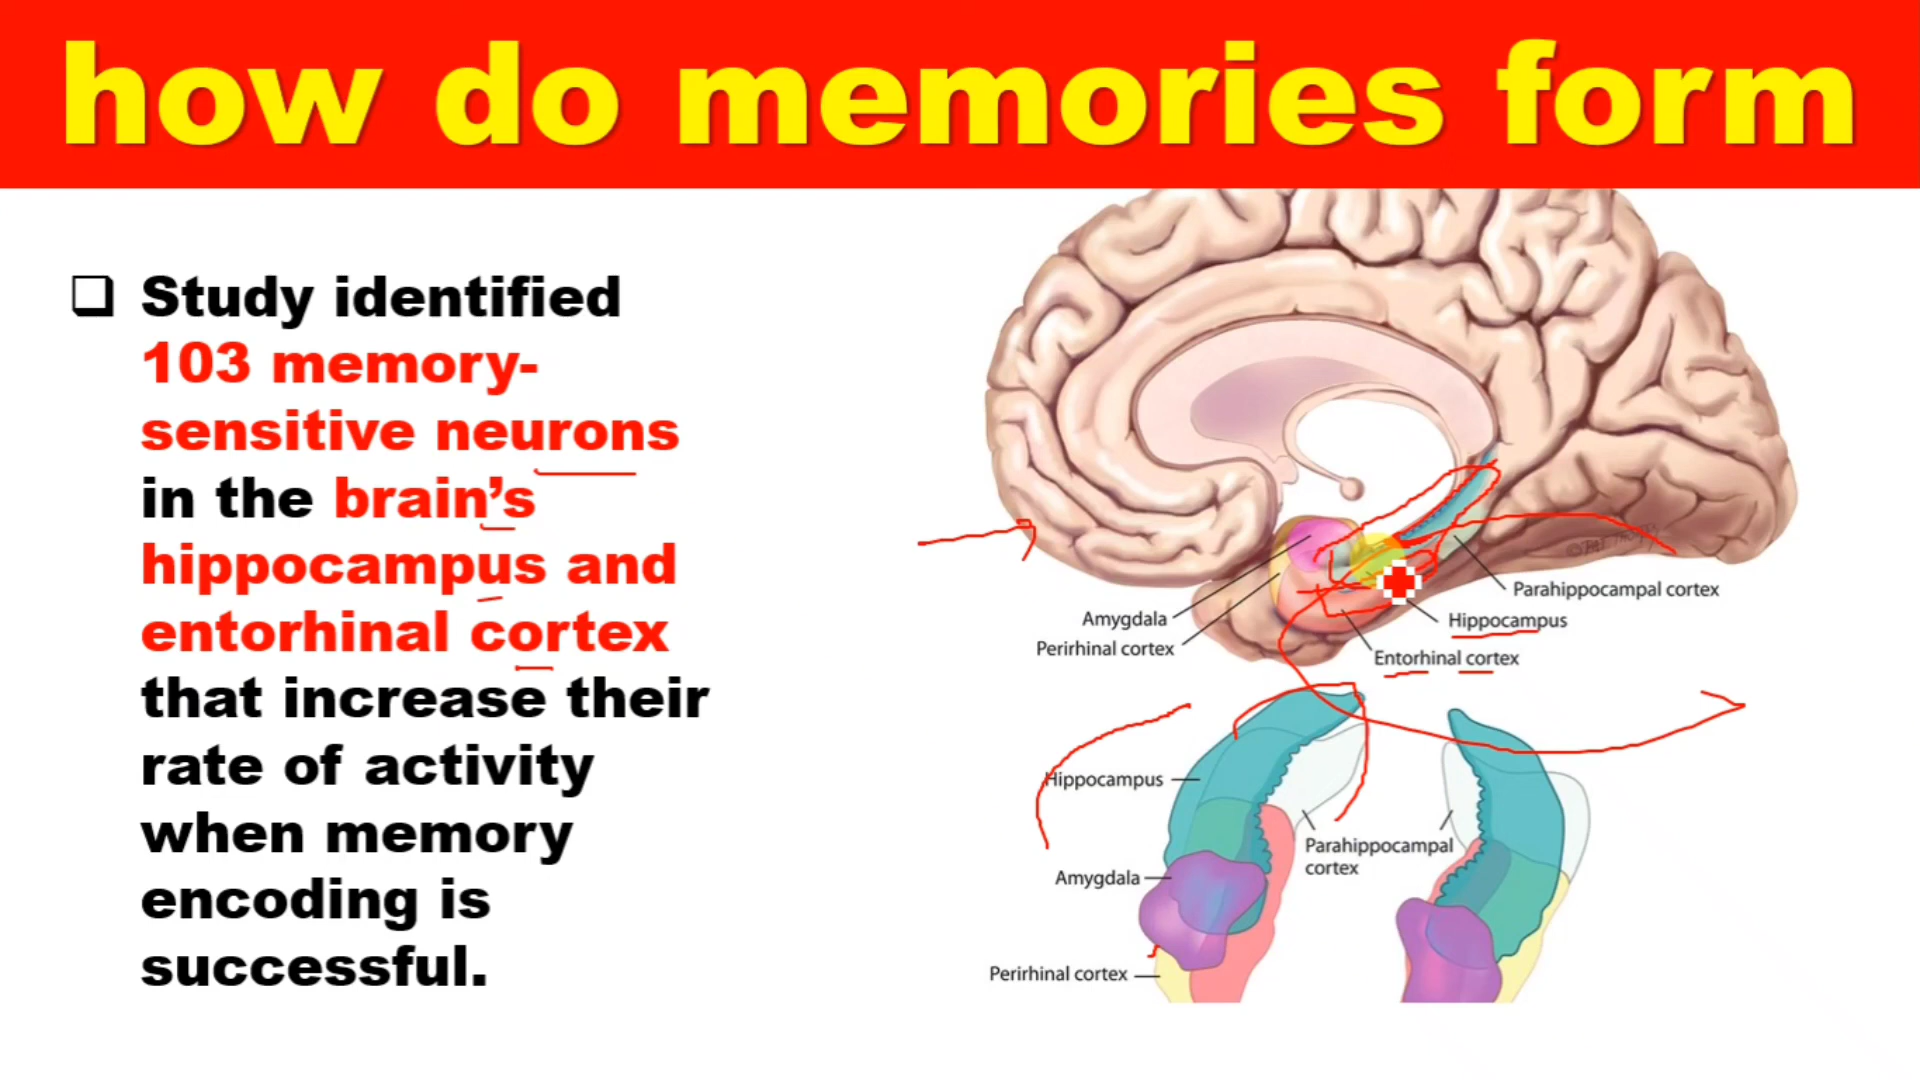 how do memories form
Study identified
103 memory-
sensitive neurons
in the brain's
hippocampus and
entorhinal cortex
that increase their
rate of activity
when memory
encoding is
successful.
Parahippocampal cortex
Amygdala
Hippocampus
Perirhinal cortex
Entorhinal cortex
Hippocampus
Parahippocampal
cortex
Amygdala
Perirhinal cortex